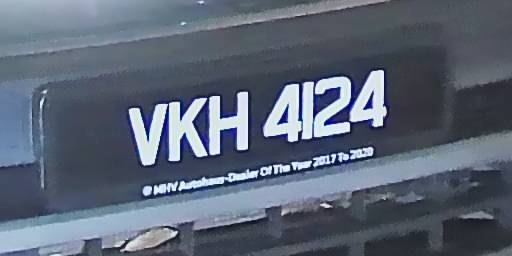 VKH 4124
@ MHV Autohaus-Dealer Of The Year 2017 To 2020